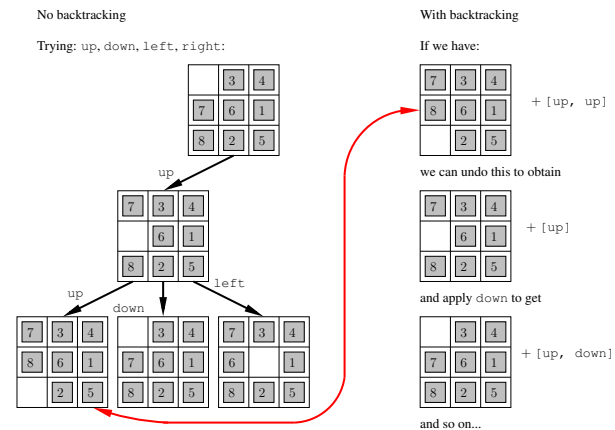 No backtracking
Trying: up, down, left, right:
3 4
7 6 1
8 2 5
up
7 3 4
6 1
8 2 5
up
down
left
7 3 4
8 6 1
2 5
3 4
7 6 1
8 2 5
7 3 4
6 1
8 2 5
With backtracking
If we have:
7 3 4
8 6 1
2 5
+ [up, up]
we can undo this to obtain
7 3 4
6 1
8 2 5
+ [up]
and apply down to get
3 4
7 6 1
8 2 5
+ [up, down]
and so on...